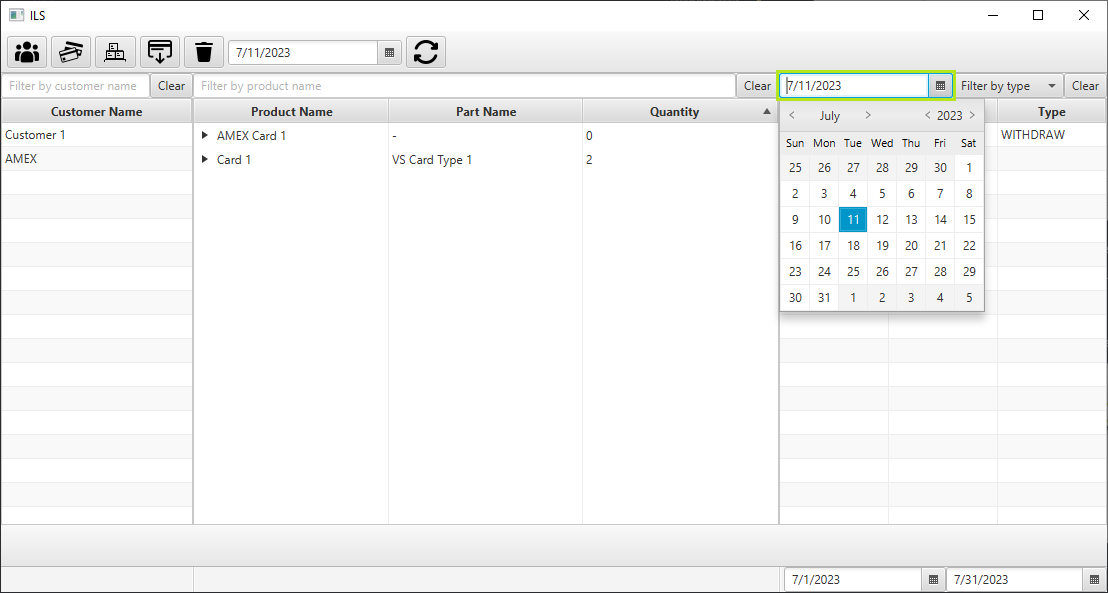 ILS
7/11/2023
Filter by customer name Clear Filter by product name Clear 7/11/2023 Filter by type Clear
Customer Name Product Name Part Name Quantity Type
Customer 1 AMEX Card 1 - 0 WITHDRAW
AMEX Card 1 VS Card Type 1 2
< July > < 2023 >
Sun Mon Tue Wed Thu Fri Sat
25 26 27 28 29 30 1
2 3 4 5 6 7 8
9 10 11 12 13 14 15
16 17 18 19 20 21 22
23 24 25 26 27 28 29
30 31 1 2 3 4 5
7/1/2023 7/31/2023